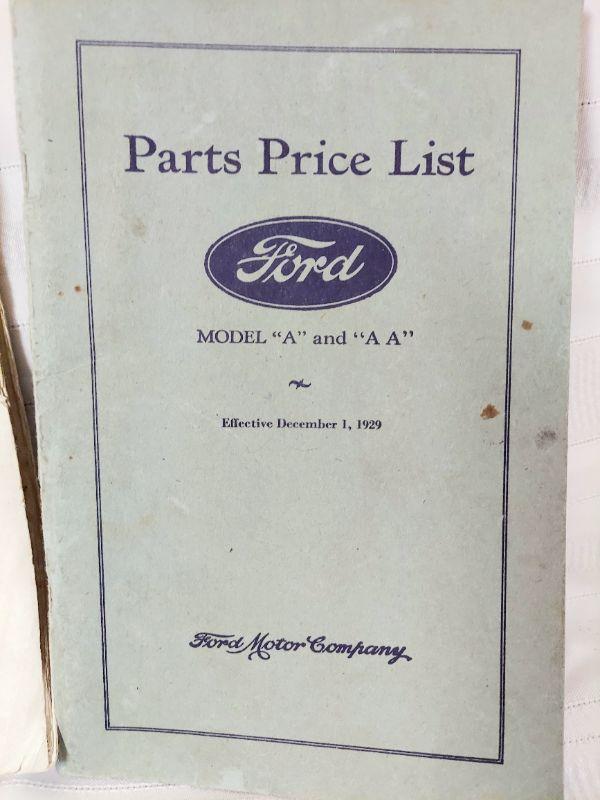 Parts Price List
Ford
MODEL "A" and "A A"
Effective December 1, 1929
Ford Motor Company